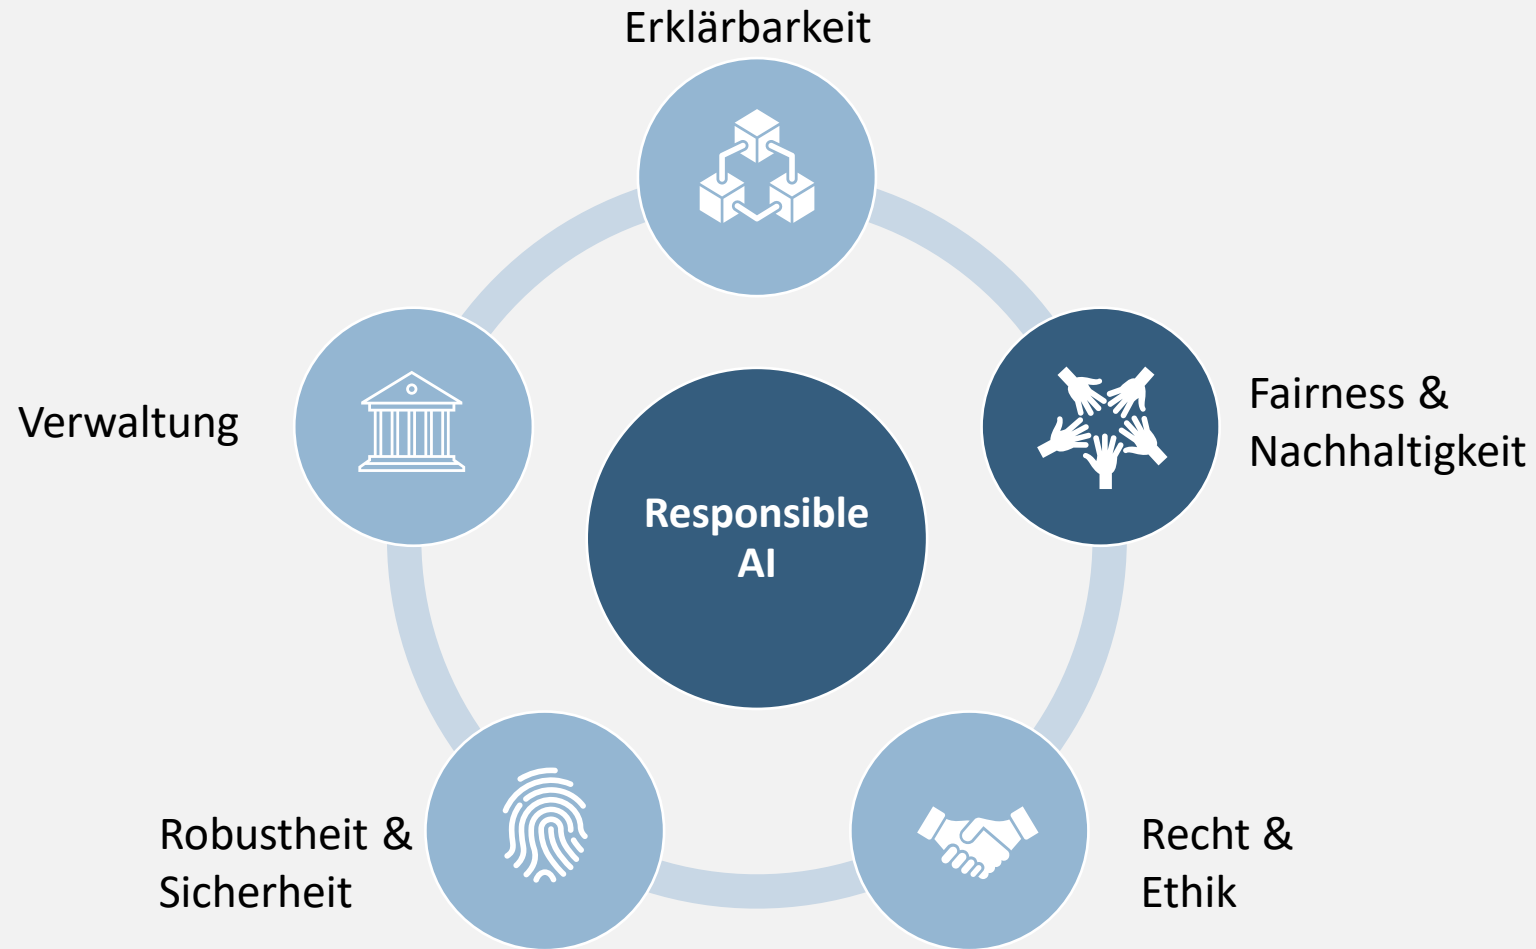 Erklärbarkeit
Verwaltung
Fairness &
Nachhaltigkeit
Responsible
AI
Robustheit &
Sicherheit
Recht &
Ethik